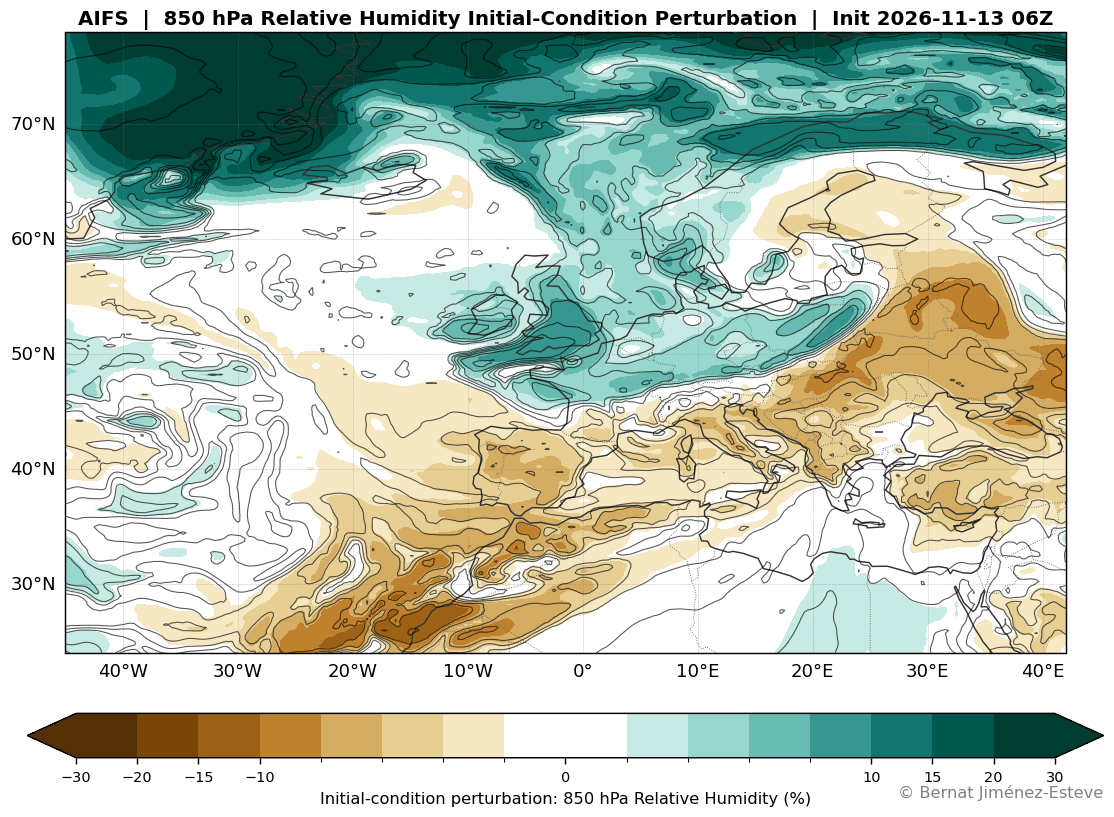 AIFS | 850 hPa Relative Humidity Initial-Condition Perturbation | Init 2026-11-13 06Z
70°N
60°N
50°N
40°N
30°N
40°W 30°W 20°W 10°W 0° 10°E 20°E 30°E 40°E
−30 −20 −15 −10 0 10 15 20 30
Initial-condition perturbation: 850 hPa Relative Humidity (%)
© Bernat Jiménez-Esteve